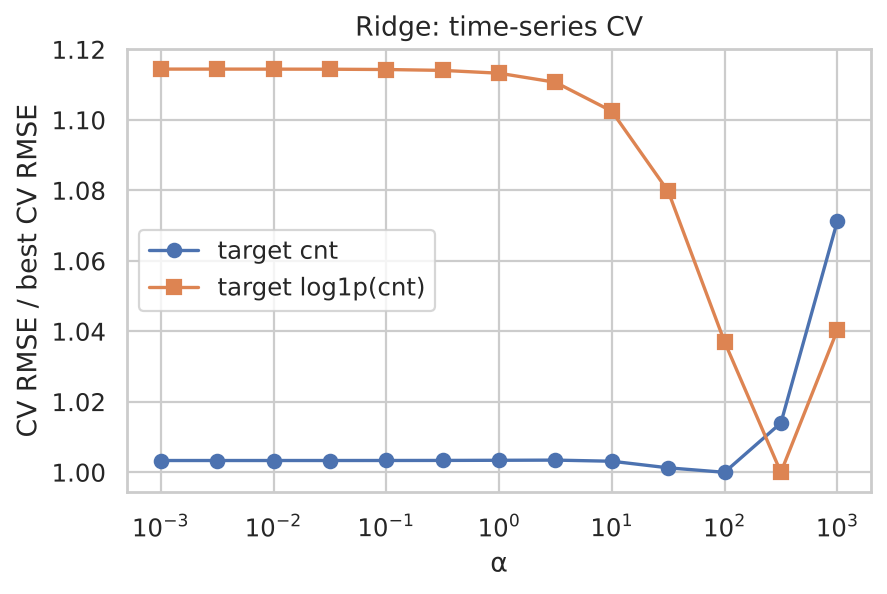 Ridge: time-series CV
CV RMSE / best CV RMSE
1.12
1.10
1.08
1.06
1.04
1.02
1.00
target cnt
target log1p(cnt)
10⁻³ 10⁻² 10⁻¹ 10⁰ 10¹ 10² 10³
α